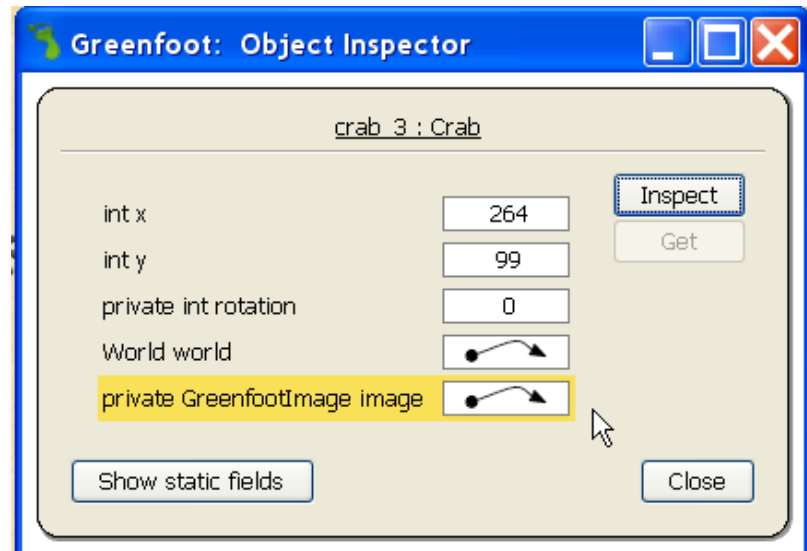 Greenfoot: Object Inspector
crab_3 : Crab
int x 264 Inspect
int y 99 Get
private int rotation 0
World world
private GreenfootImage image
Show static fields Close